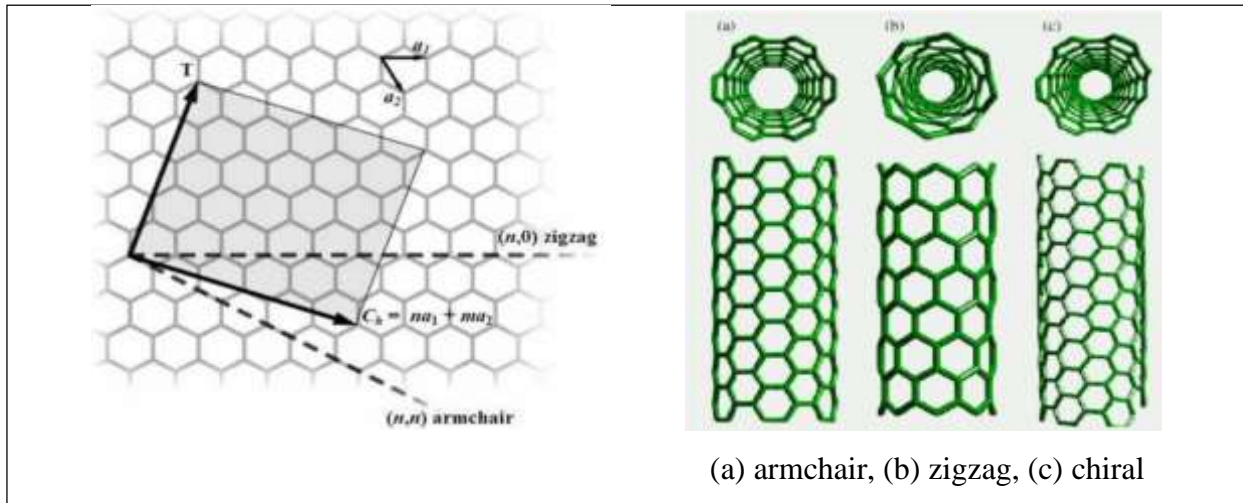 T
a₁
a₂
(n,0) zigzag
Cₕ = na₁ + ma₂
(n,n) armchair
(a)
(b)
(c)
(a) armchair, (b) zigzag, (c) chiral